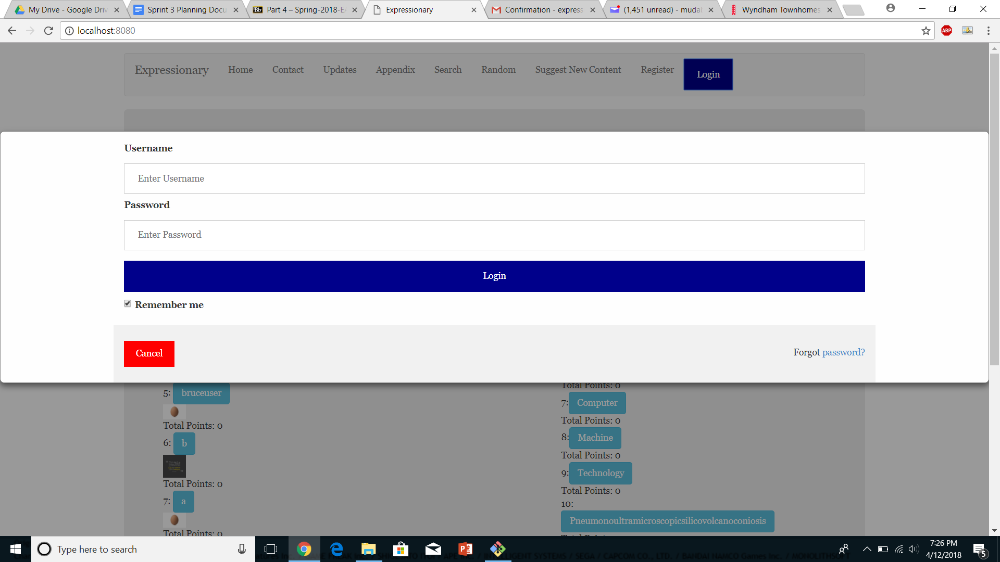 My Drive - Google Driv
Sprint 3 Planning Docu
Bb Part 4 – Spring-2018-EA
Expressionary
Confirmation - express
(1,451 unread) - mudal
Wyndham Townhomes
localhost:8080
ABP
Expressionary Home Contact Updates Appendix Search Random Suggest New Content Register Login
Username
Enter Username
Password
Enter Password
Login
Remember me
Cancel
Forgot password?
5: bruceuser
Total Points: 0
6: b
Total Points: 0
7: a
Total Points: 0
Total Points: 0
7: Computer
Total Points: 0
8: Machine
Total Points: 0
9: Technology
Total Points: 0
10:
Pneumonoultramicroscopicsilicovolcanoconiosis
Type here to search
7:26 PM
4/12/2018
5